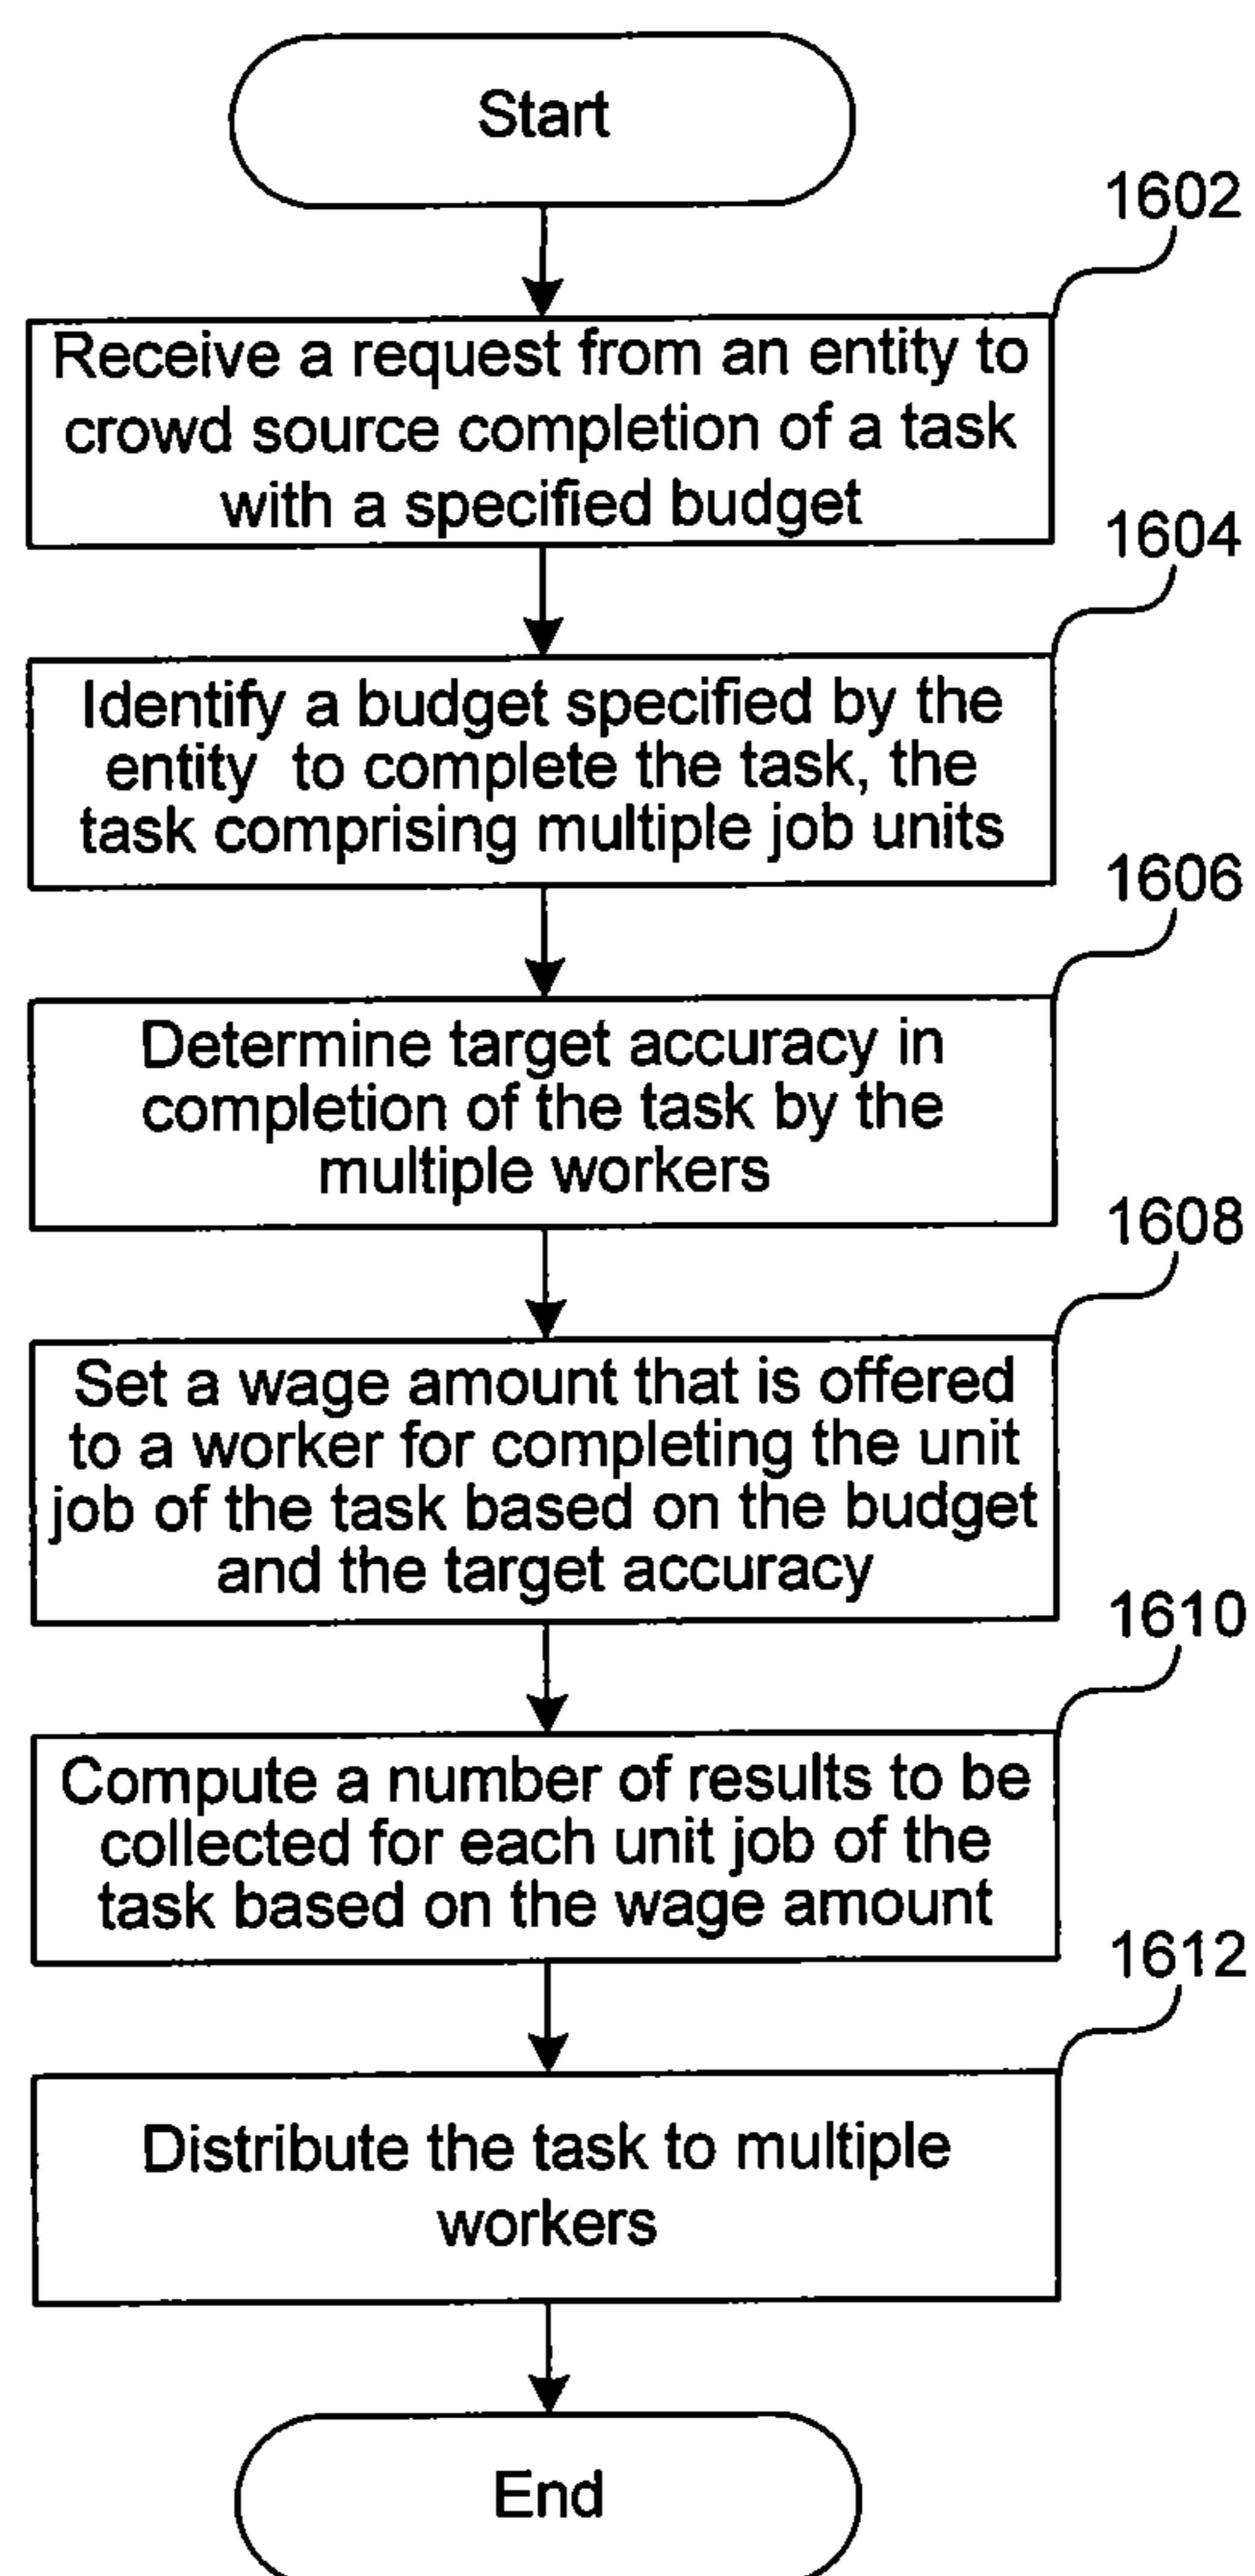 Start
1602
Receive a request from an entity to
crowd source completion of a task
with a specified budget
1604
Identify a budget specified by the
entity to complete the task, the
task comprising multiple job units
1606
Determine target accuracy in
completion of the task by the
multiple workers
1608
Set a wage amount that is offered
to a worker for completing the unit
job of the task based on the budget
and the target accuracy
1610
Compute a number of results to be
collected for each unit job of the
task based on the wage amount
1612
Distribute the task to multiple
workers
End